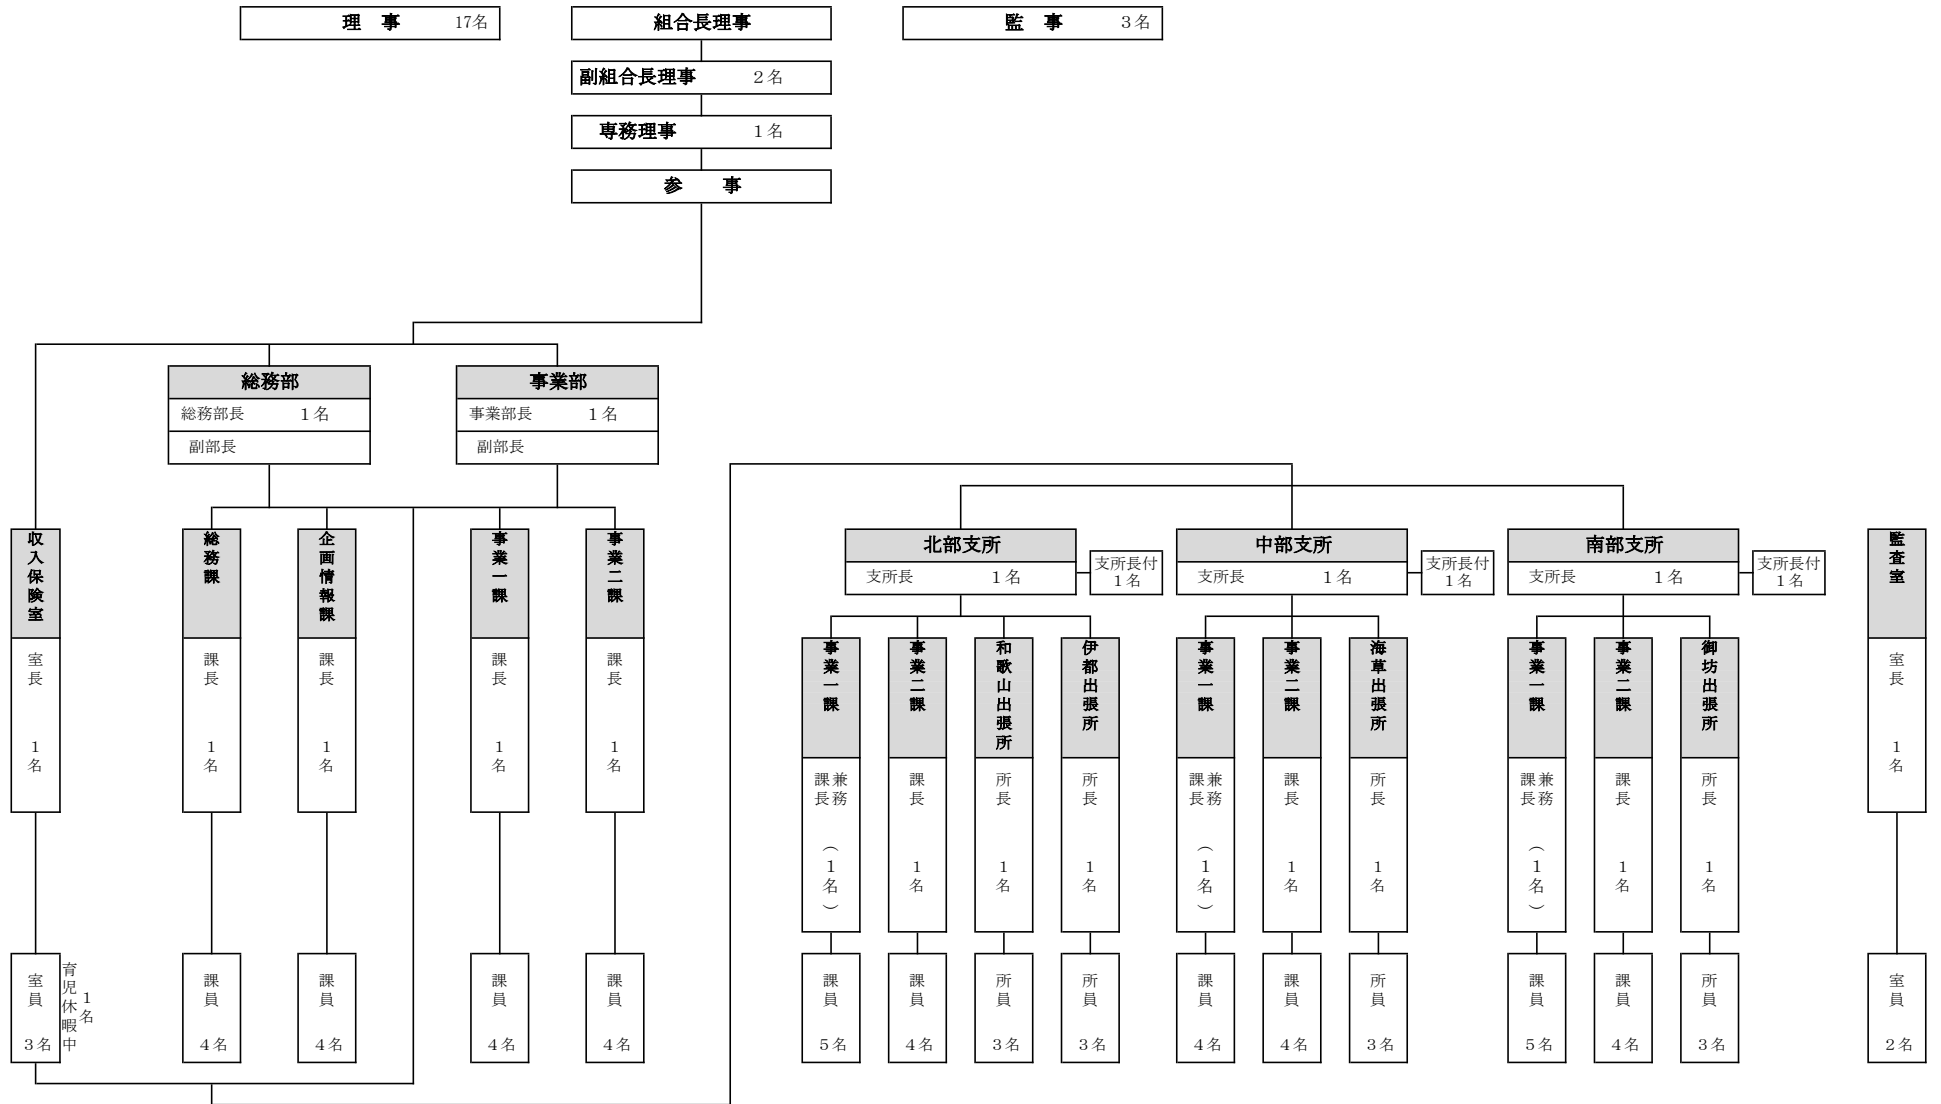 理　事　17名
組合長理事
監　事　３名
副組合長理事　２名
専務理事　１名
参　事
総務部
総務部長　１名
副部長
事業部
事業部長　１名
副部長
収入保険室
室長　１名
室員　３名
育児休暇中　１名
総務課
課長　１名
課員　４名
企画情報課
課長　１名
課員　４名
事業一課
課長　１名
課員　４名
事業二課
課長　１名
課員　４名
北部支所
支所長　１名
支所長付
１名
事業一課
課長兼務　（１名）
課員　５名
事業二課
課長　１名
課員　４名
和歌山出張所
所長　１名
所員　３名
伊都出張所
所長　１名
所員　３名
中部支所
支所長　１名
支所長付
１名
事業一課
課長兼務　（１名）
課員　４名
事業二課
課長　１名
課員　４名
海草出張所
所長　１名
所員　３名
南部支所
支所長　１名
支所長付
１名
事業一課
課長兼務　（１名）
課員　５名
事業二課
課長　１名
課員　４名
御坊出張所
所長　１名
所員　３名
監査室
室長　１名
室員　２名